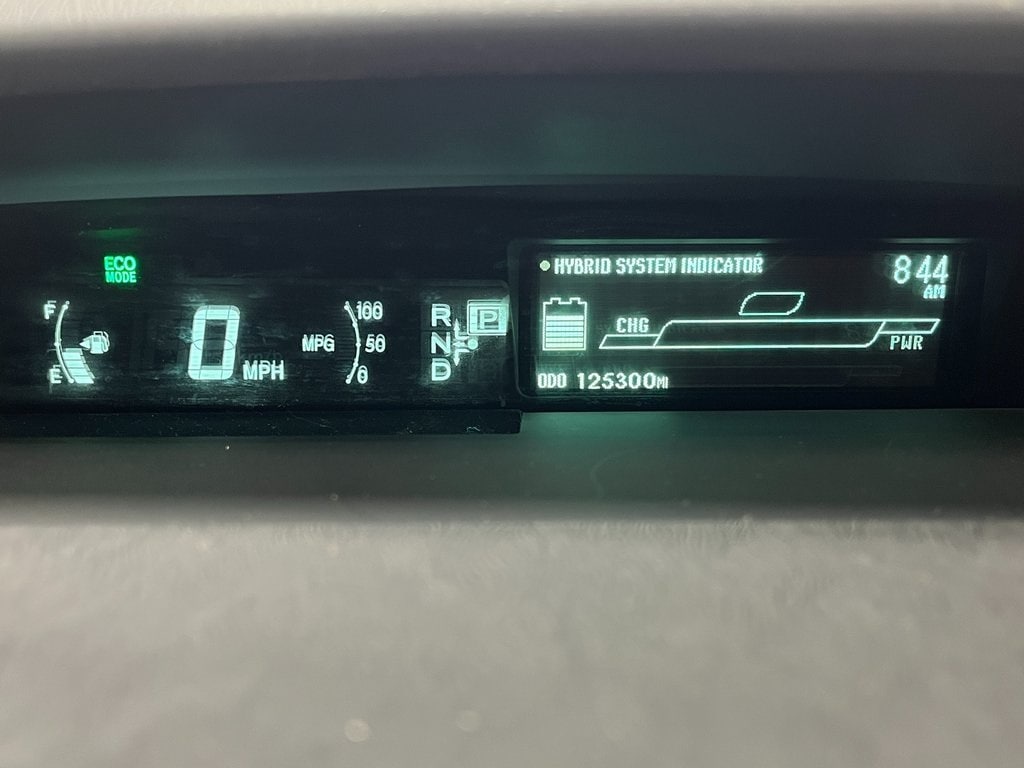 ECO
MODE
F
E
0
MPH
MPG
100
50
0
R
N
D
P
HYBRID SYSTEM INDICATOR
8:44
AM
CHG
PWR
ODO 125300MI